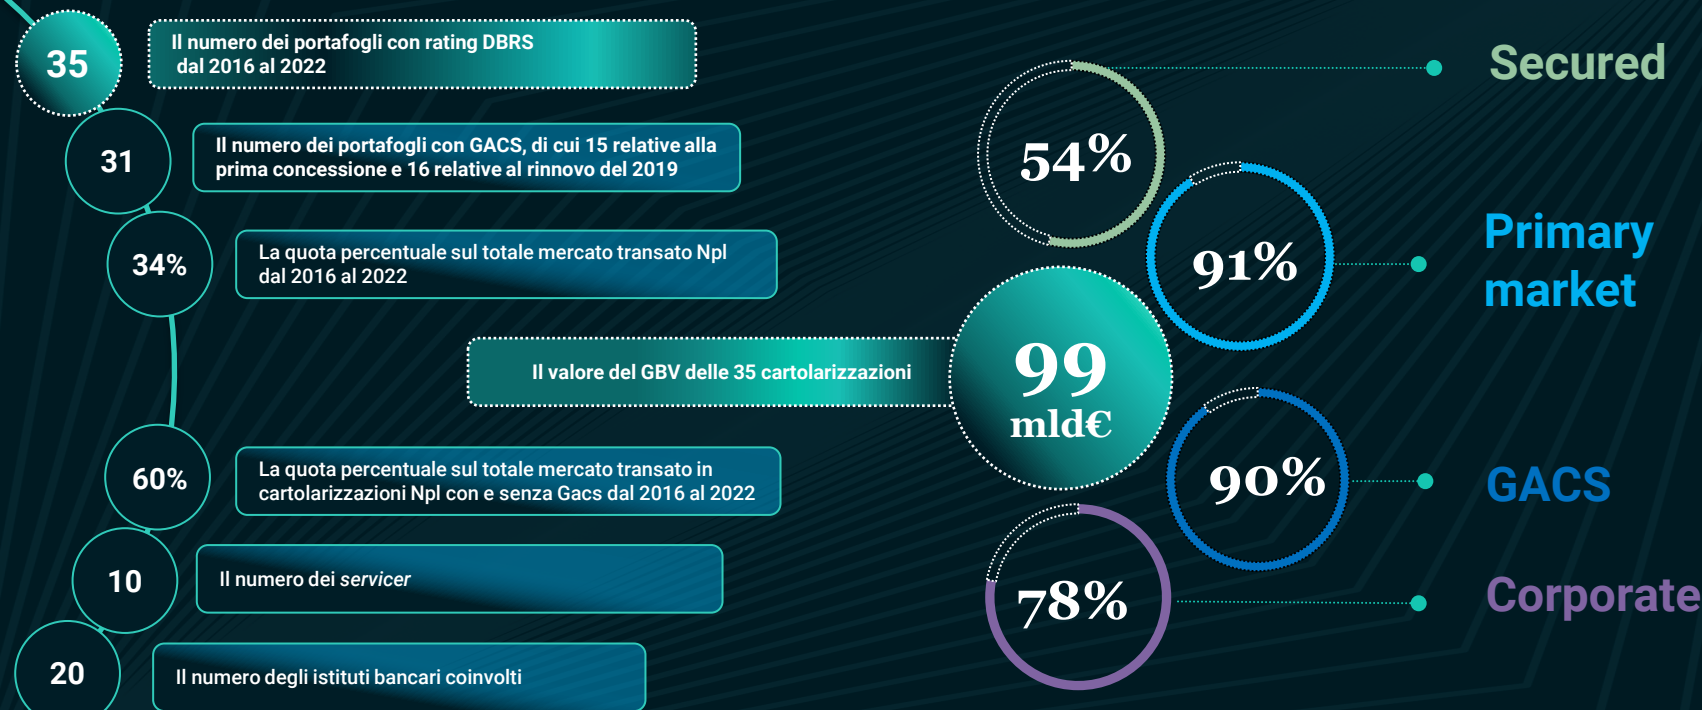 35
Il numero dei portafogli con rating DBRS
dal 2016 al 2022
31
Il numero dei portafogli con GACS, di cui 15 relative alla
prima concessione e 16 relative al rinnovo del 2019
34%
La quota percentuale sul totale mercato transato Npl
dal 2016 al 2022
Il valore del GBV delle 35 cartolarizzazioni
99
mld€
60%
La quota percentuale sul totale mercato transato in
cartolarizzazioni Npl con e senza Gacs dal 2016 al 2022
10
Il numero dei servicer
20
Il numero degli istituti bancari coinvolti
54%
Secured
91%
Primary
market
90%
GACS
78%
Corporate